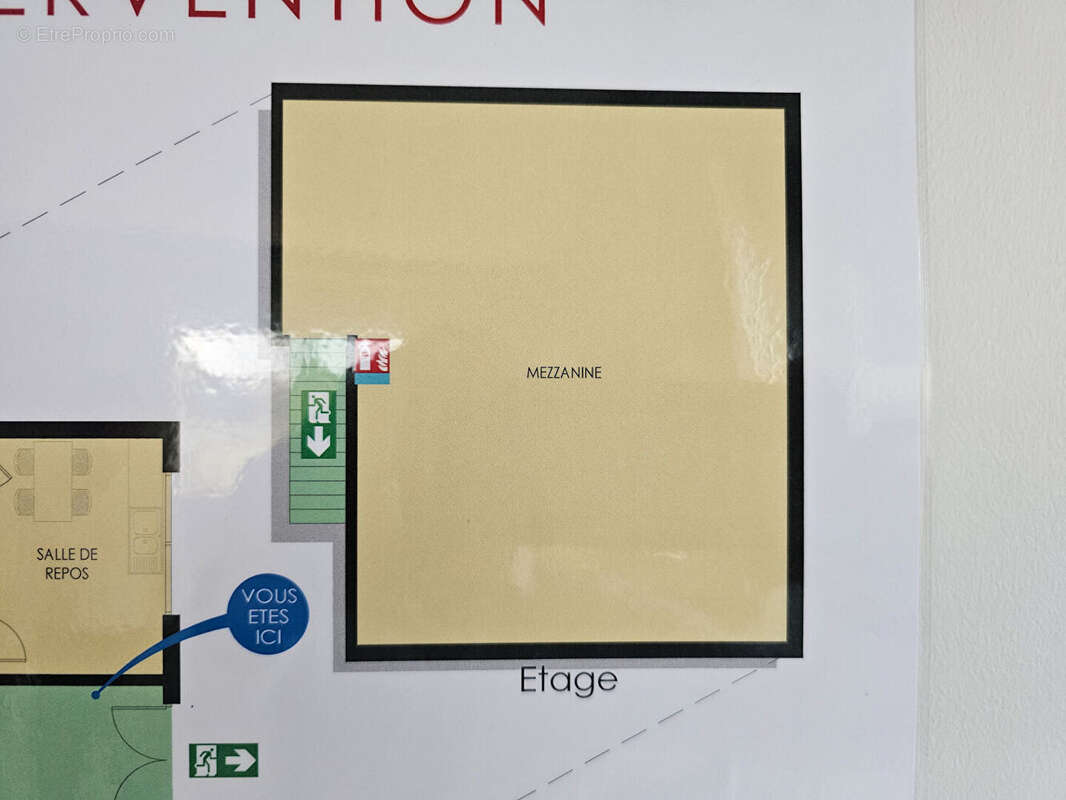 ERVENTION
© EtreProprio.com
MEZZANINE
SALLE DE
REPOS
VOUS
ETES
ICI
Etage